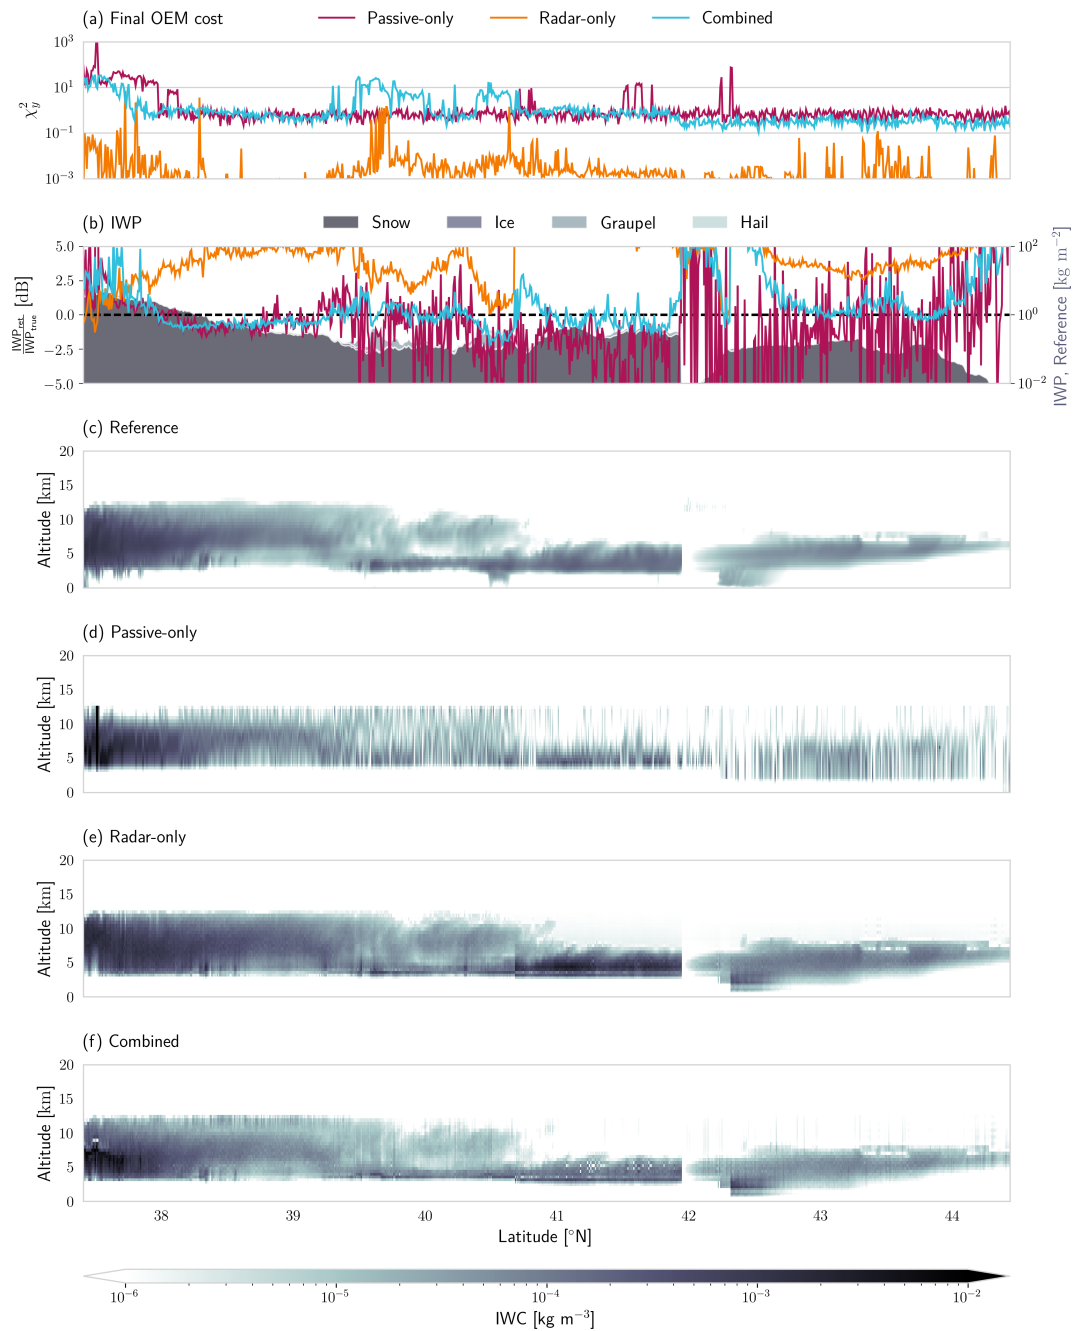 (a) Final OEM cost
Passive-only
Radar-only
Combined
10³
10¹
10⁻¹
10⁻³
χ²y
(b) IWP
Snow
Ice
Graupel
Hail
5.0
2.5
0.0
−2.5
−5.0
IWPret. / IWPtrue [dB]
10²
10⁰
10⁻²
IWP, Reference [kg m⁻²]
(c) Reference
20
15
10
5
0
Altitude [km]
(d) Passive-only
20
15
10
5
0
Altitude [km]
(e) Radar-only
20
15
10
5
0
Altitude [km]
(f) Combined
20
15
10
5
0
Altitude [km]
38 39 40 41 42 43 44
Latitude [°N]
10⁻⁶ 10⁻⁵ 10⁻⁴ 10⁻³ 10⁻²
IWC [kg m⁻³]